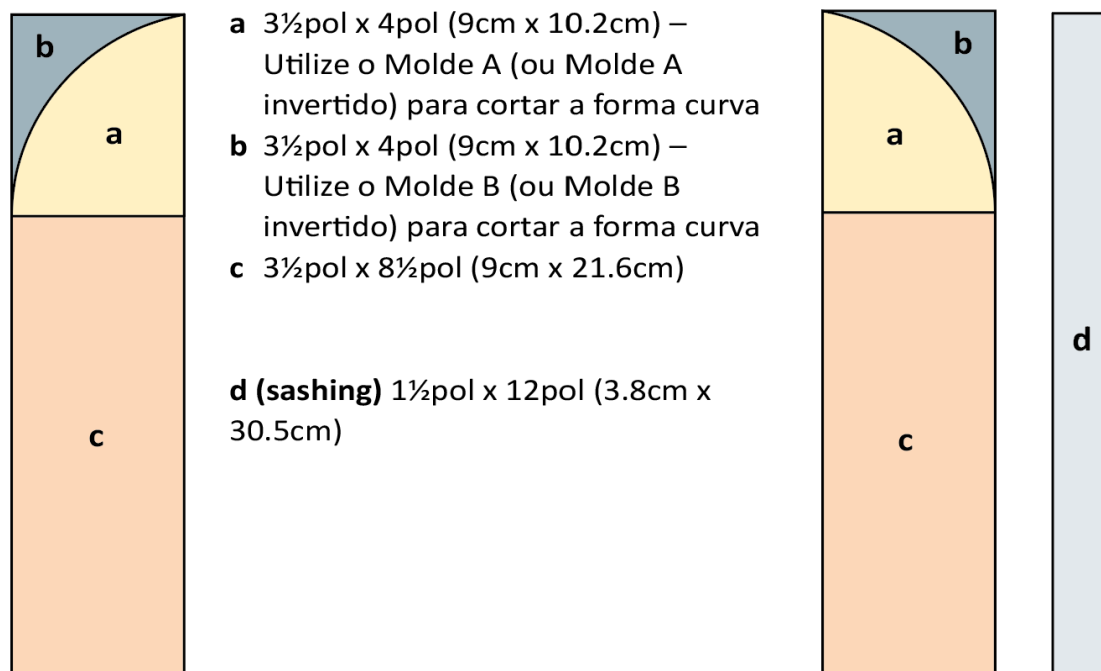 b
a
c
a 3½pol x 4pol (9cm x 10.2cm) –
Utilize o Molde A (ou Molde A
invertido) para cortar a forma curva
b 3½pol x 4pol (9cm x 10.2cm) –
Utilize o Molde B (ou Molde B
invertido) para cortar a forma curva
c 3½pol x 8½pol (9cm x 21.6cm)
d (sashing) 1½pol x 12pol (3.8cm x
30.5cm)
b
a
c
d